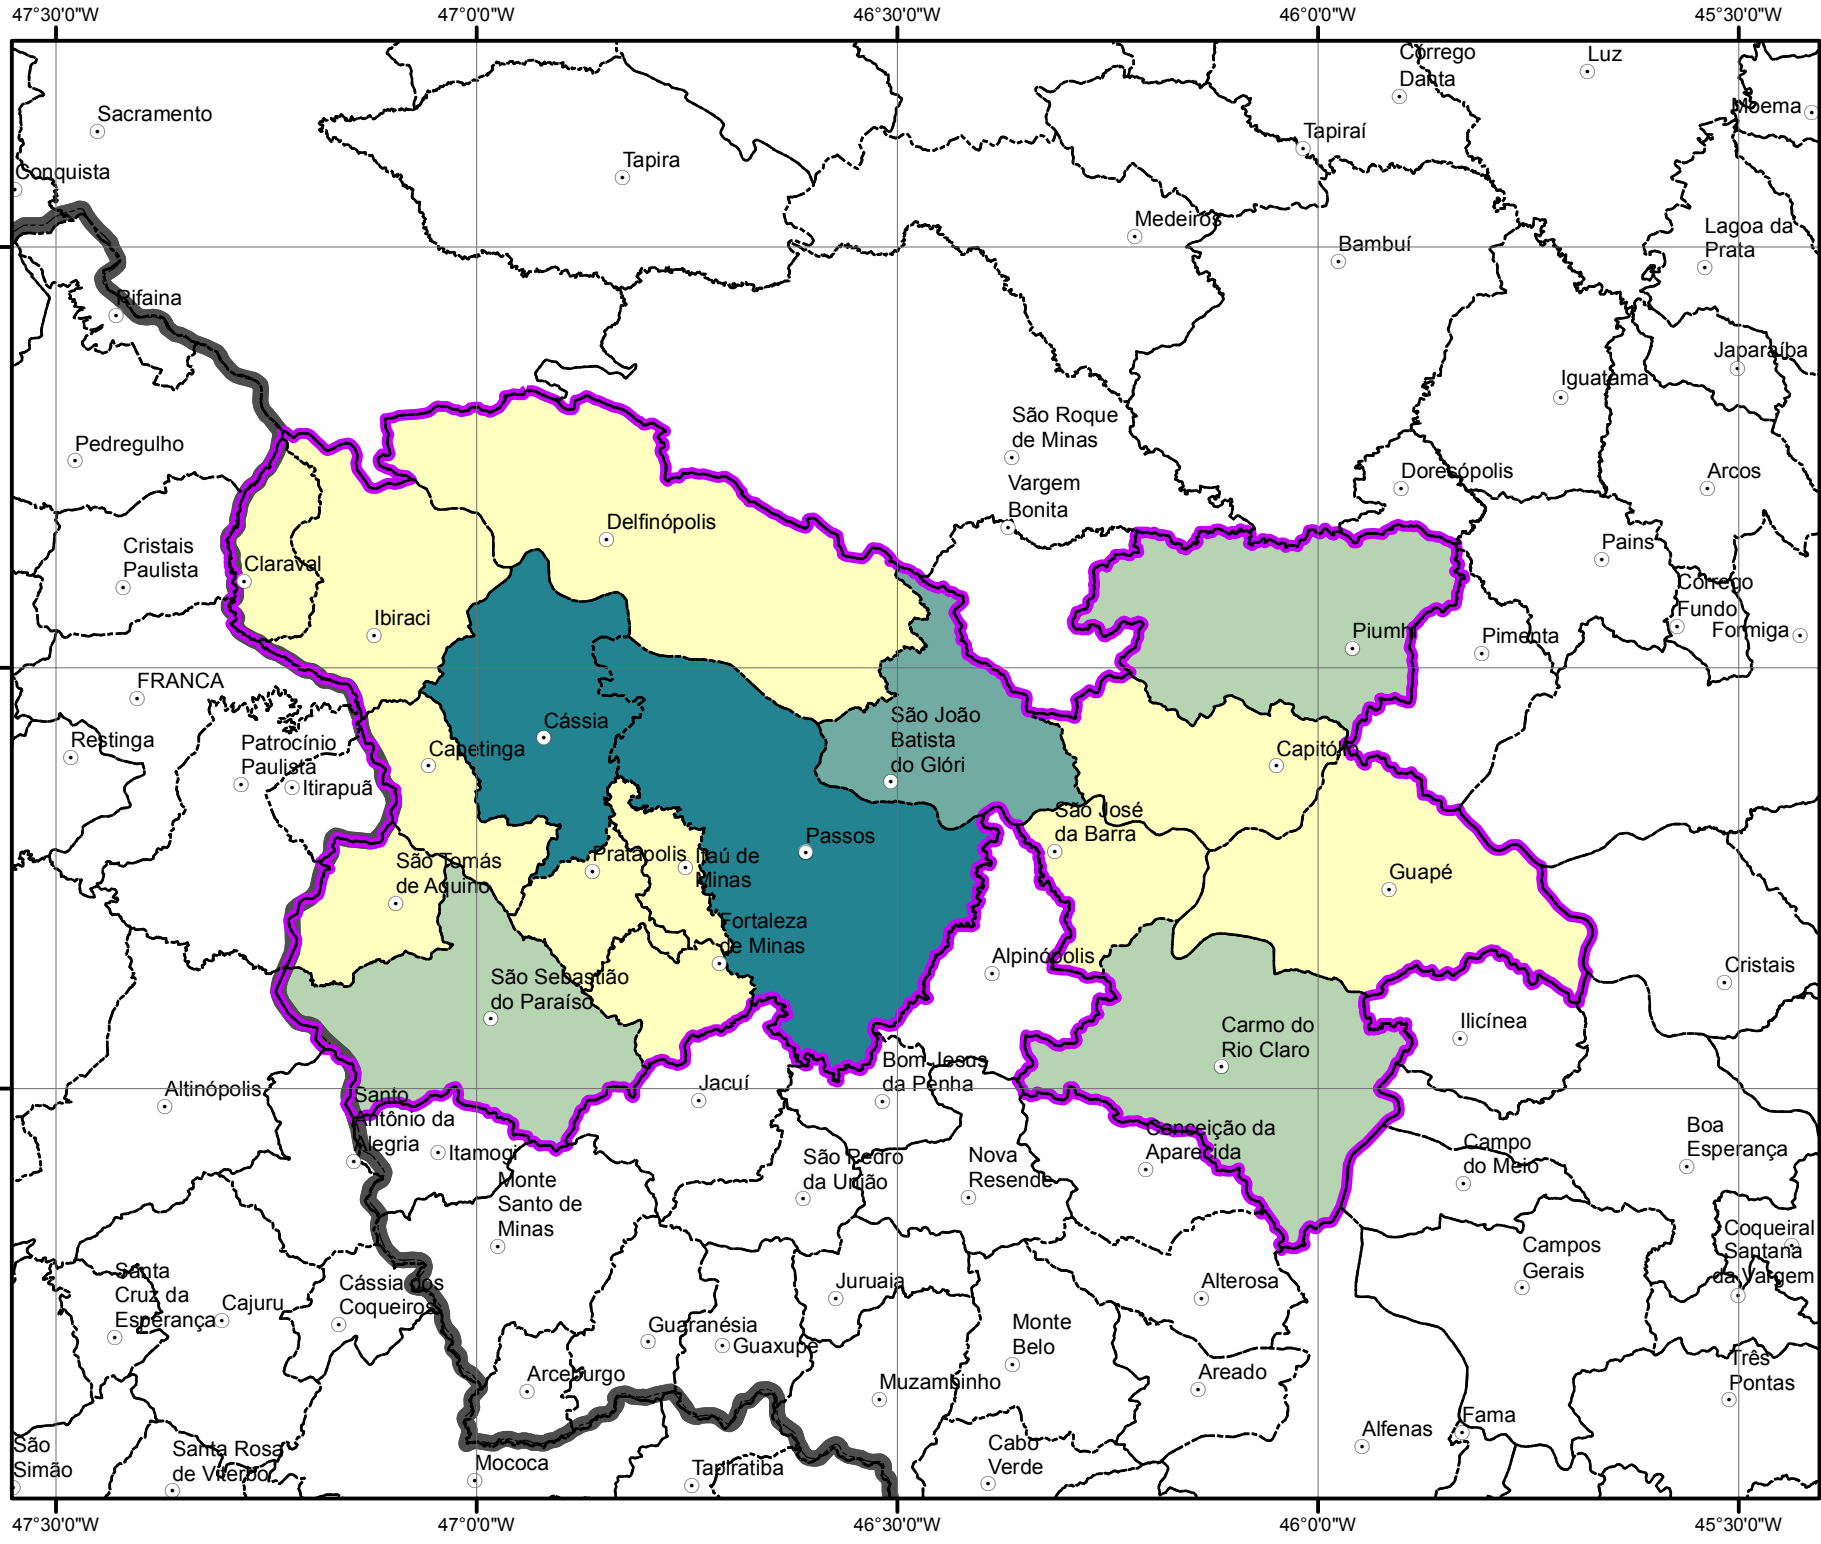 47°30'0"W
47°0'0"W
46°30'0"W
46°0'0"W
45°30'0"W
Córrego
Danta
Luz
Moema
Sacramento
Tapiraí
Tapira
Conquista
Medeiros
Bambuí
Lagoa da
Prata
Rifaina
Japaraíba
Iguatama
São Roque
de Minas
Pedregulho
Doresópolis
Arcos
Vargem
Bonita
Delfinópolis
Cristais
Paulista
Claraval
Pains
Córrego
Fundo
Formiga
Ibiraci
Piumhi
Pimenta
FRANCA
São João
Batista
do Glóri
Cássia
Restinga
Patrocínio
Paulista
Itirapuã
Capetinga
Capitólio
São José
da Barra
Passos
São Tomás
de Aquino
Pratápolis
Itaú de
Minas
Guapé
Fortaleza
de Minas
Alpinópolis
Cristais
São Sebastião
do Paraíso
Carmo do
Rio Claro
Ilicínea
Bom Jesus
da Penha
Jacuí
Altinópolis
Santo
Antônio da
Alegria
Itamogi
Conceição da
Aparecida
Campo
do Meio
Boa
Esperança
São Pedro
da União
Nova
Resende
Monte
Santo de
Minas
Coqueiral
Santana
da Vargem
Campos
Gerais
Santa
Cruz da
Esperança
Cajuru
Cássia dos
Coqueiros
Juruaia
Alterosa
Guaranésia
Guaxupé
Monte
Belo
Arceburgo
Muzambinho
Areado
Três
Pontas
Fama
Alfenas
São
Simão
Santa Rosa
de Viterbo
Mococa
Tapiratiba
Cabo
Verde
47°30'0"W
47°0'0"W
46°30'0"W
46°0'0"W
45°30'0"W